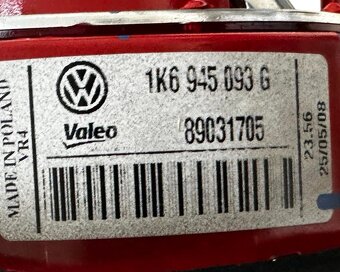 1K6 945 093 G
Valeo
89031705
MADE IN POLAND
VR4
23.56
25/05/08